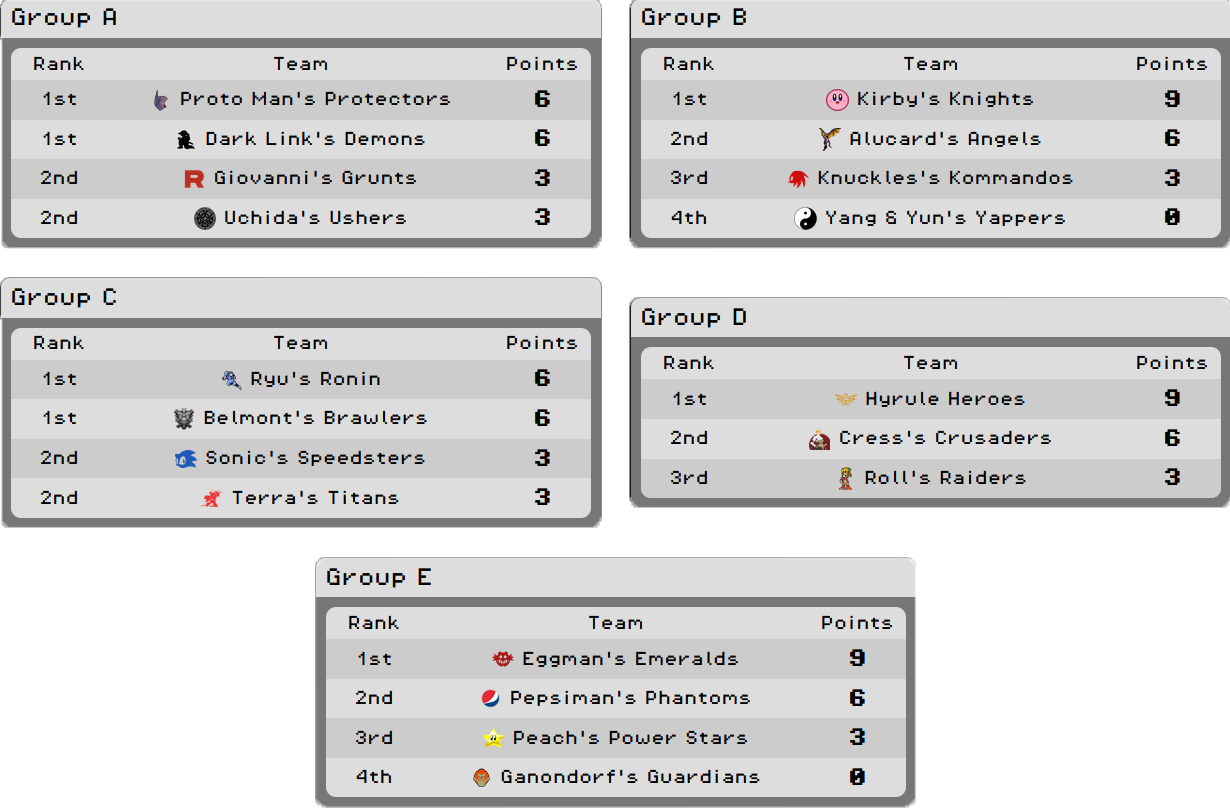 Group A
Rank Team Points
1st Proto Man's Protectors 6
1st Dark Link's Demons 6
2nd Giovanni's Grunts 3
2nd Uchida's Ushers 3
Group B
Rank Team Points
1st Kirby's Knights 9
2nd Alucard's Angels 6
3rd Knuckles's Kommandos 3
4th Yang & Yun's Yappers 0
Group C
Rank Team Points
1st Ryu's Ronin 6
1st Belmont's Brawlers 6
2nd Sonic's Speedsters 3
2nd Terra's Titans 3
Group D
Rank Team Points
1st Hyrule Heroes 9
2nd Cress's Crusaders 6
3rd Roll's Raiders 3
Group E
Rank Team Points
1st Eggman's Emeralds 9
2nd Pepsiman's Phantoms 6
3rd Peach's Power Stars 3
4th Ganondorf's Guardians 0